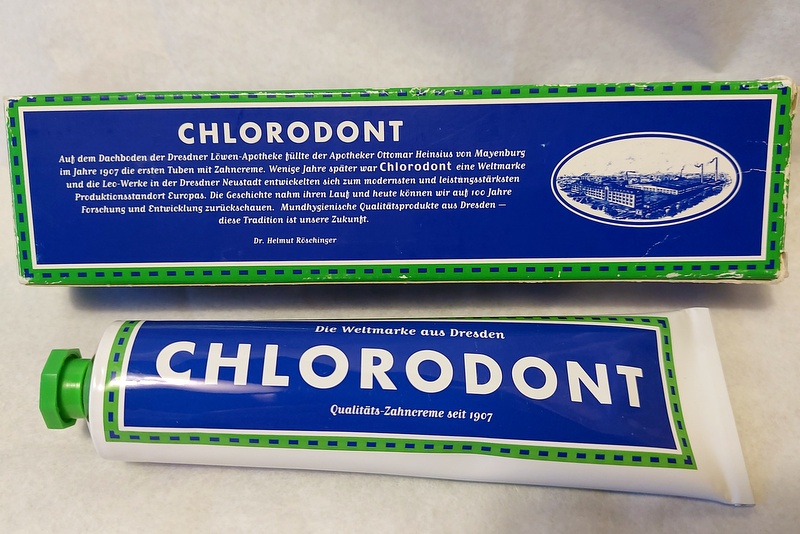 CHLORODONT
Auf dem Dachboden der Dresdner Löwen-Apotheke füllte der Apotheker Ottomar Heinsius von Mayenburg
im Jahre 1907 die ersten Tuben mit Zahncreme. Wenige Jahre später war Chlorodont eine Weltmarke
und die Leo-Werke in der Dresdner Neustadt entwickelten sich zum modernsten und leistungsstärksten
Produktionsstandort Europas. Die Geschichte nahm ihren Lauf und heute können wir auf 100 Jahre
Forschung und Entwicklung zurückschauen. Mundhygienische Qualitätsprodukte aus Dresden —
diese Tradition ist unsere Zukunft.
Dr. Helmut Röschinger
Die Weltmarke aus Dresden
CHLORODONT
Qualitäts-Zahncreme seit 1907